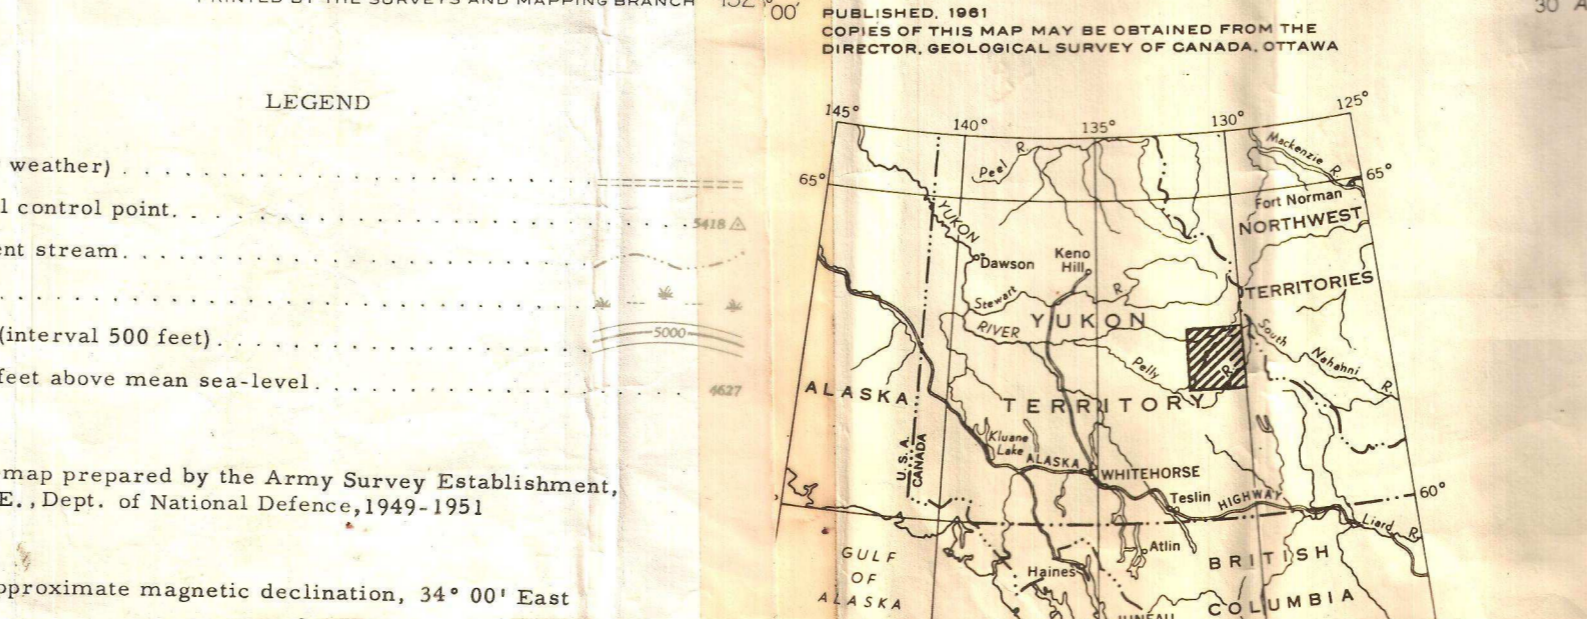 PRINTED BY THE SURVEYS AND MAPPING BRANCH
00'
30
PUBLISHED, 1961
COPIES OF THIS MAP MAY BE OBTAINED FROM THE
DIRECTOR, GEOLOGICAL SURVEY OF CANADA, OTTAWA
LEGEND
weather)
l control point.
5418
nt stream
(interval 500 feet)
5000
feet above mean sea-level
4627
map prepared by the Army Survey Establishment,
E., Dept. of National Defence, 1949-1951
pproximate magnetic declination, 34° 00' East
145°
140°
135°
130°
125°
Peel R.
Mackenzie R.
65°
65°
Fort Norman
NORTHWEST
TERRITORIES
YUKON
Dawson
Keno
Hill
Stewart R.
YUKON
RIVER
South Nahanni R.
Pelly R.
ALASKA
TERRITORY
Kluane
Lake
U.S.A.
CANADA
ALASKA
WHITEHORSE
Teslin
HIGHWAY
60°
Liard R.
Atlin
BRITISH
COLUMBIA
GULF
OF
ALASKA
Haines
JUNEAU